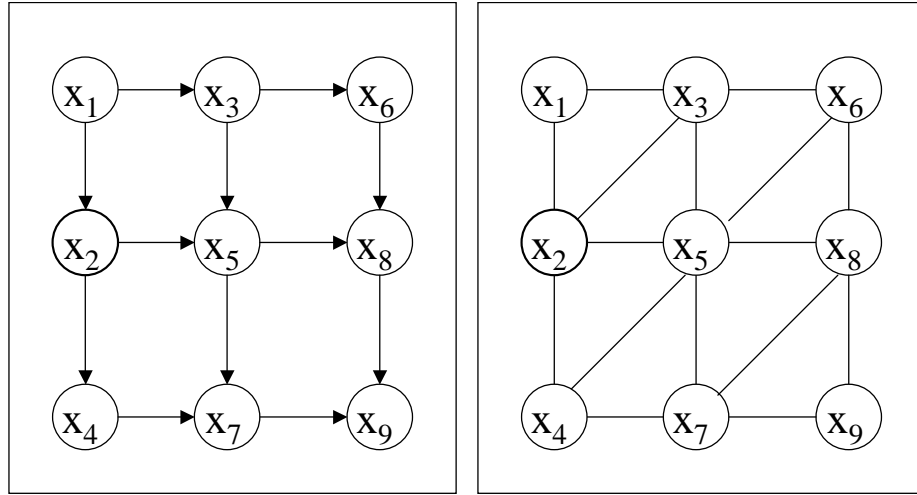 x₁ x₃ x₆
x₂ x₅ x₈
x₄ x₇ x₉
x₁ x₃ x₆
x₂ x₅ x₈
x₄ x₇ x₉